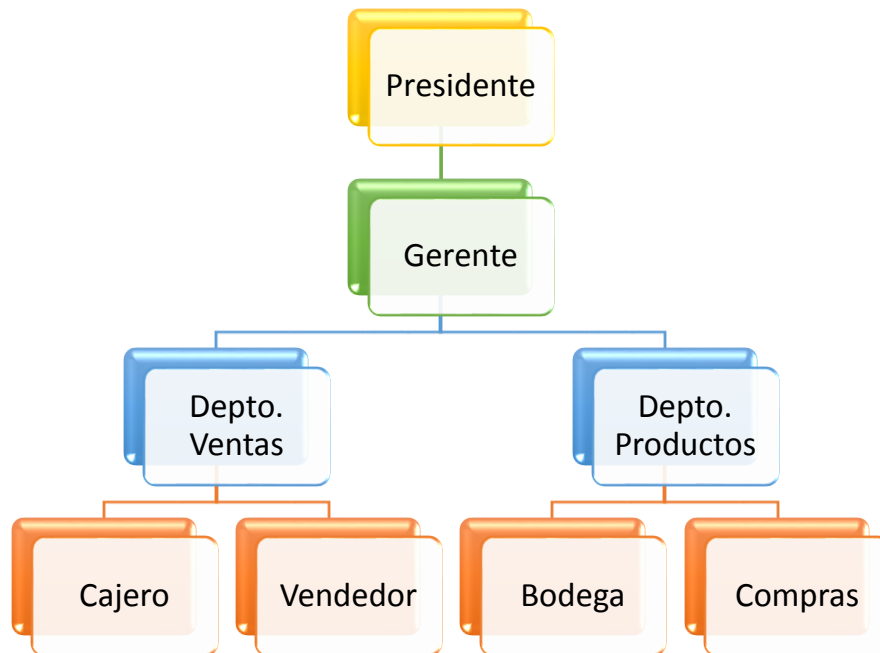 Presidente
Gerente
Depto.
Ventas
Depto.
Productos
Cajero
Vendedor
Bodega
Compras